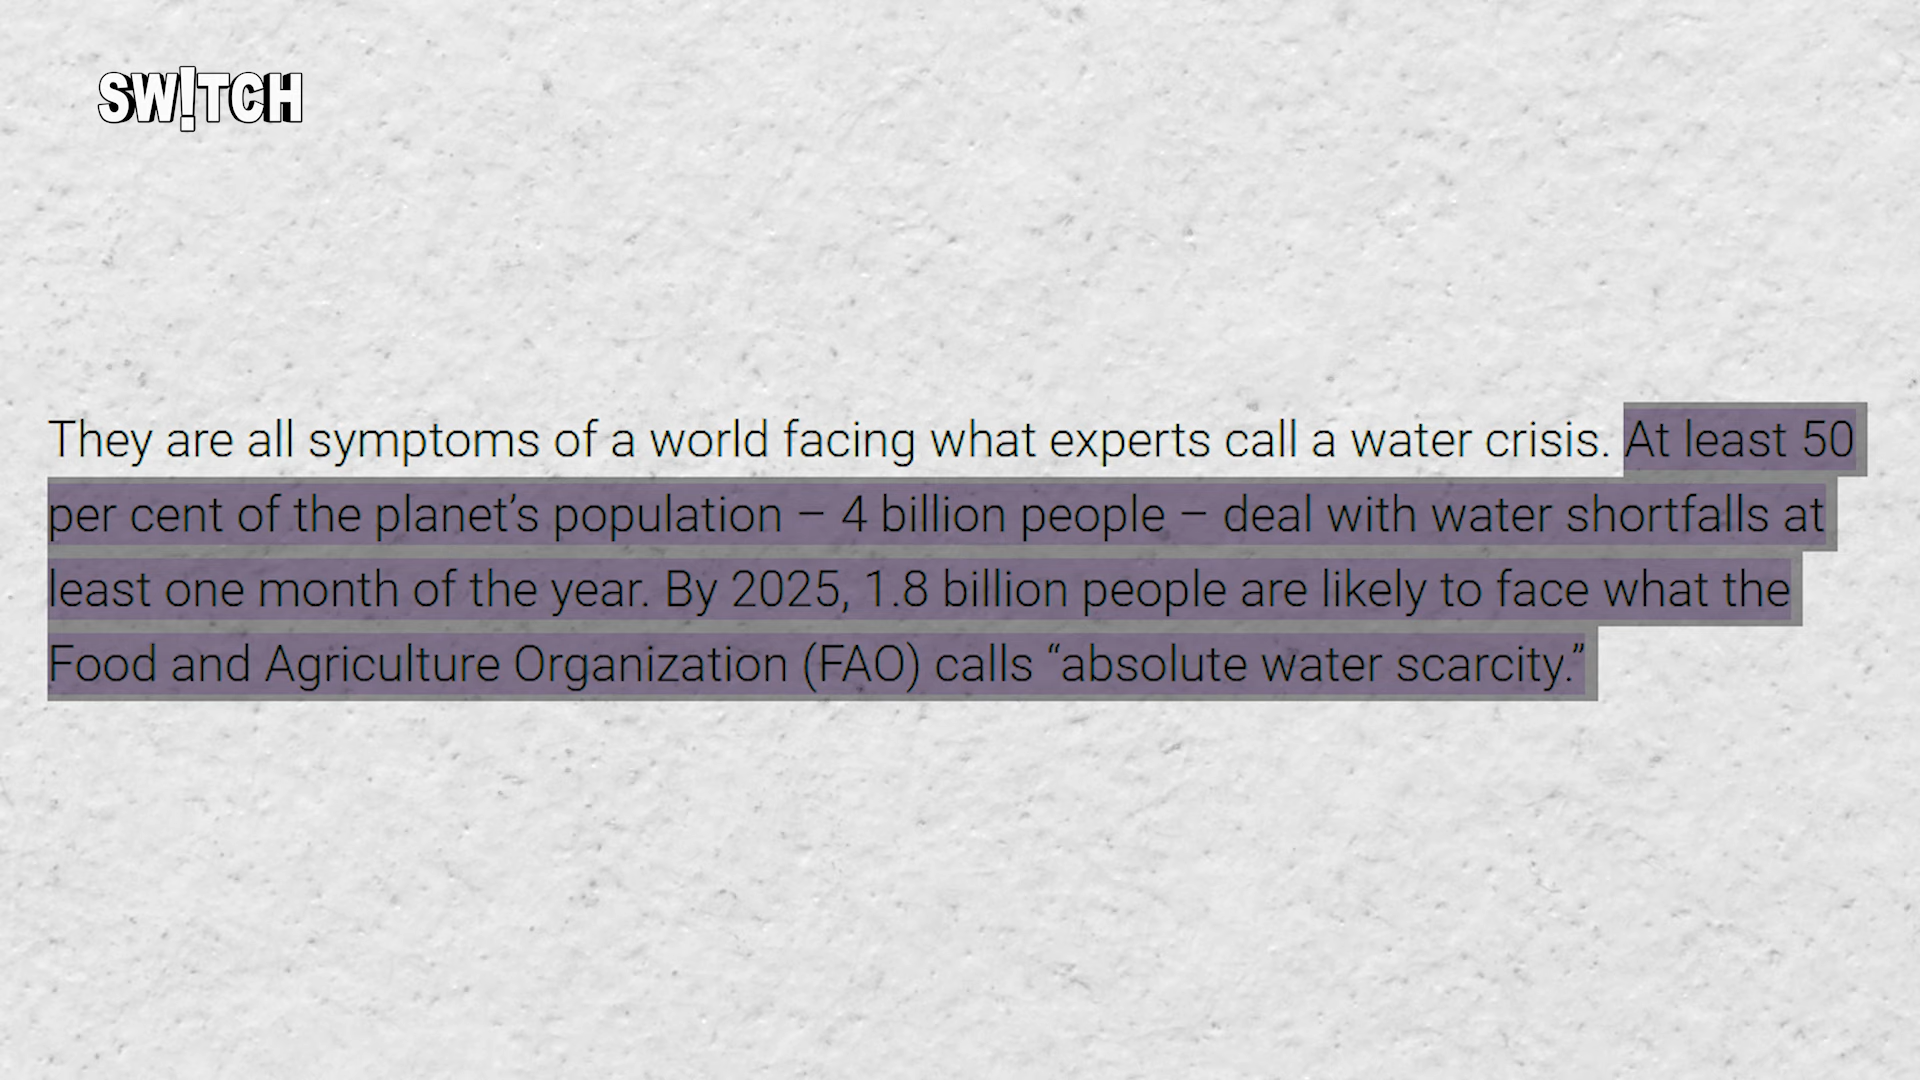 SW!TCH
They are all symptoms of a world facing what experts call a water crisis. At least 50
per cent of the planet’s population – 4 billion people – deal with water shortfalls at
least one month of the year. By 2025, 1.8 billion people are likely to face what the
Food and Agriculture Organization (FAO) calls “absolute water scarcity.”